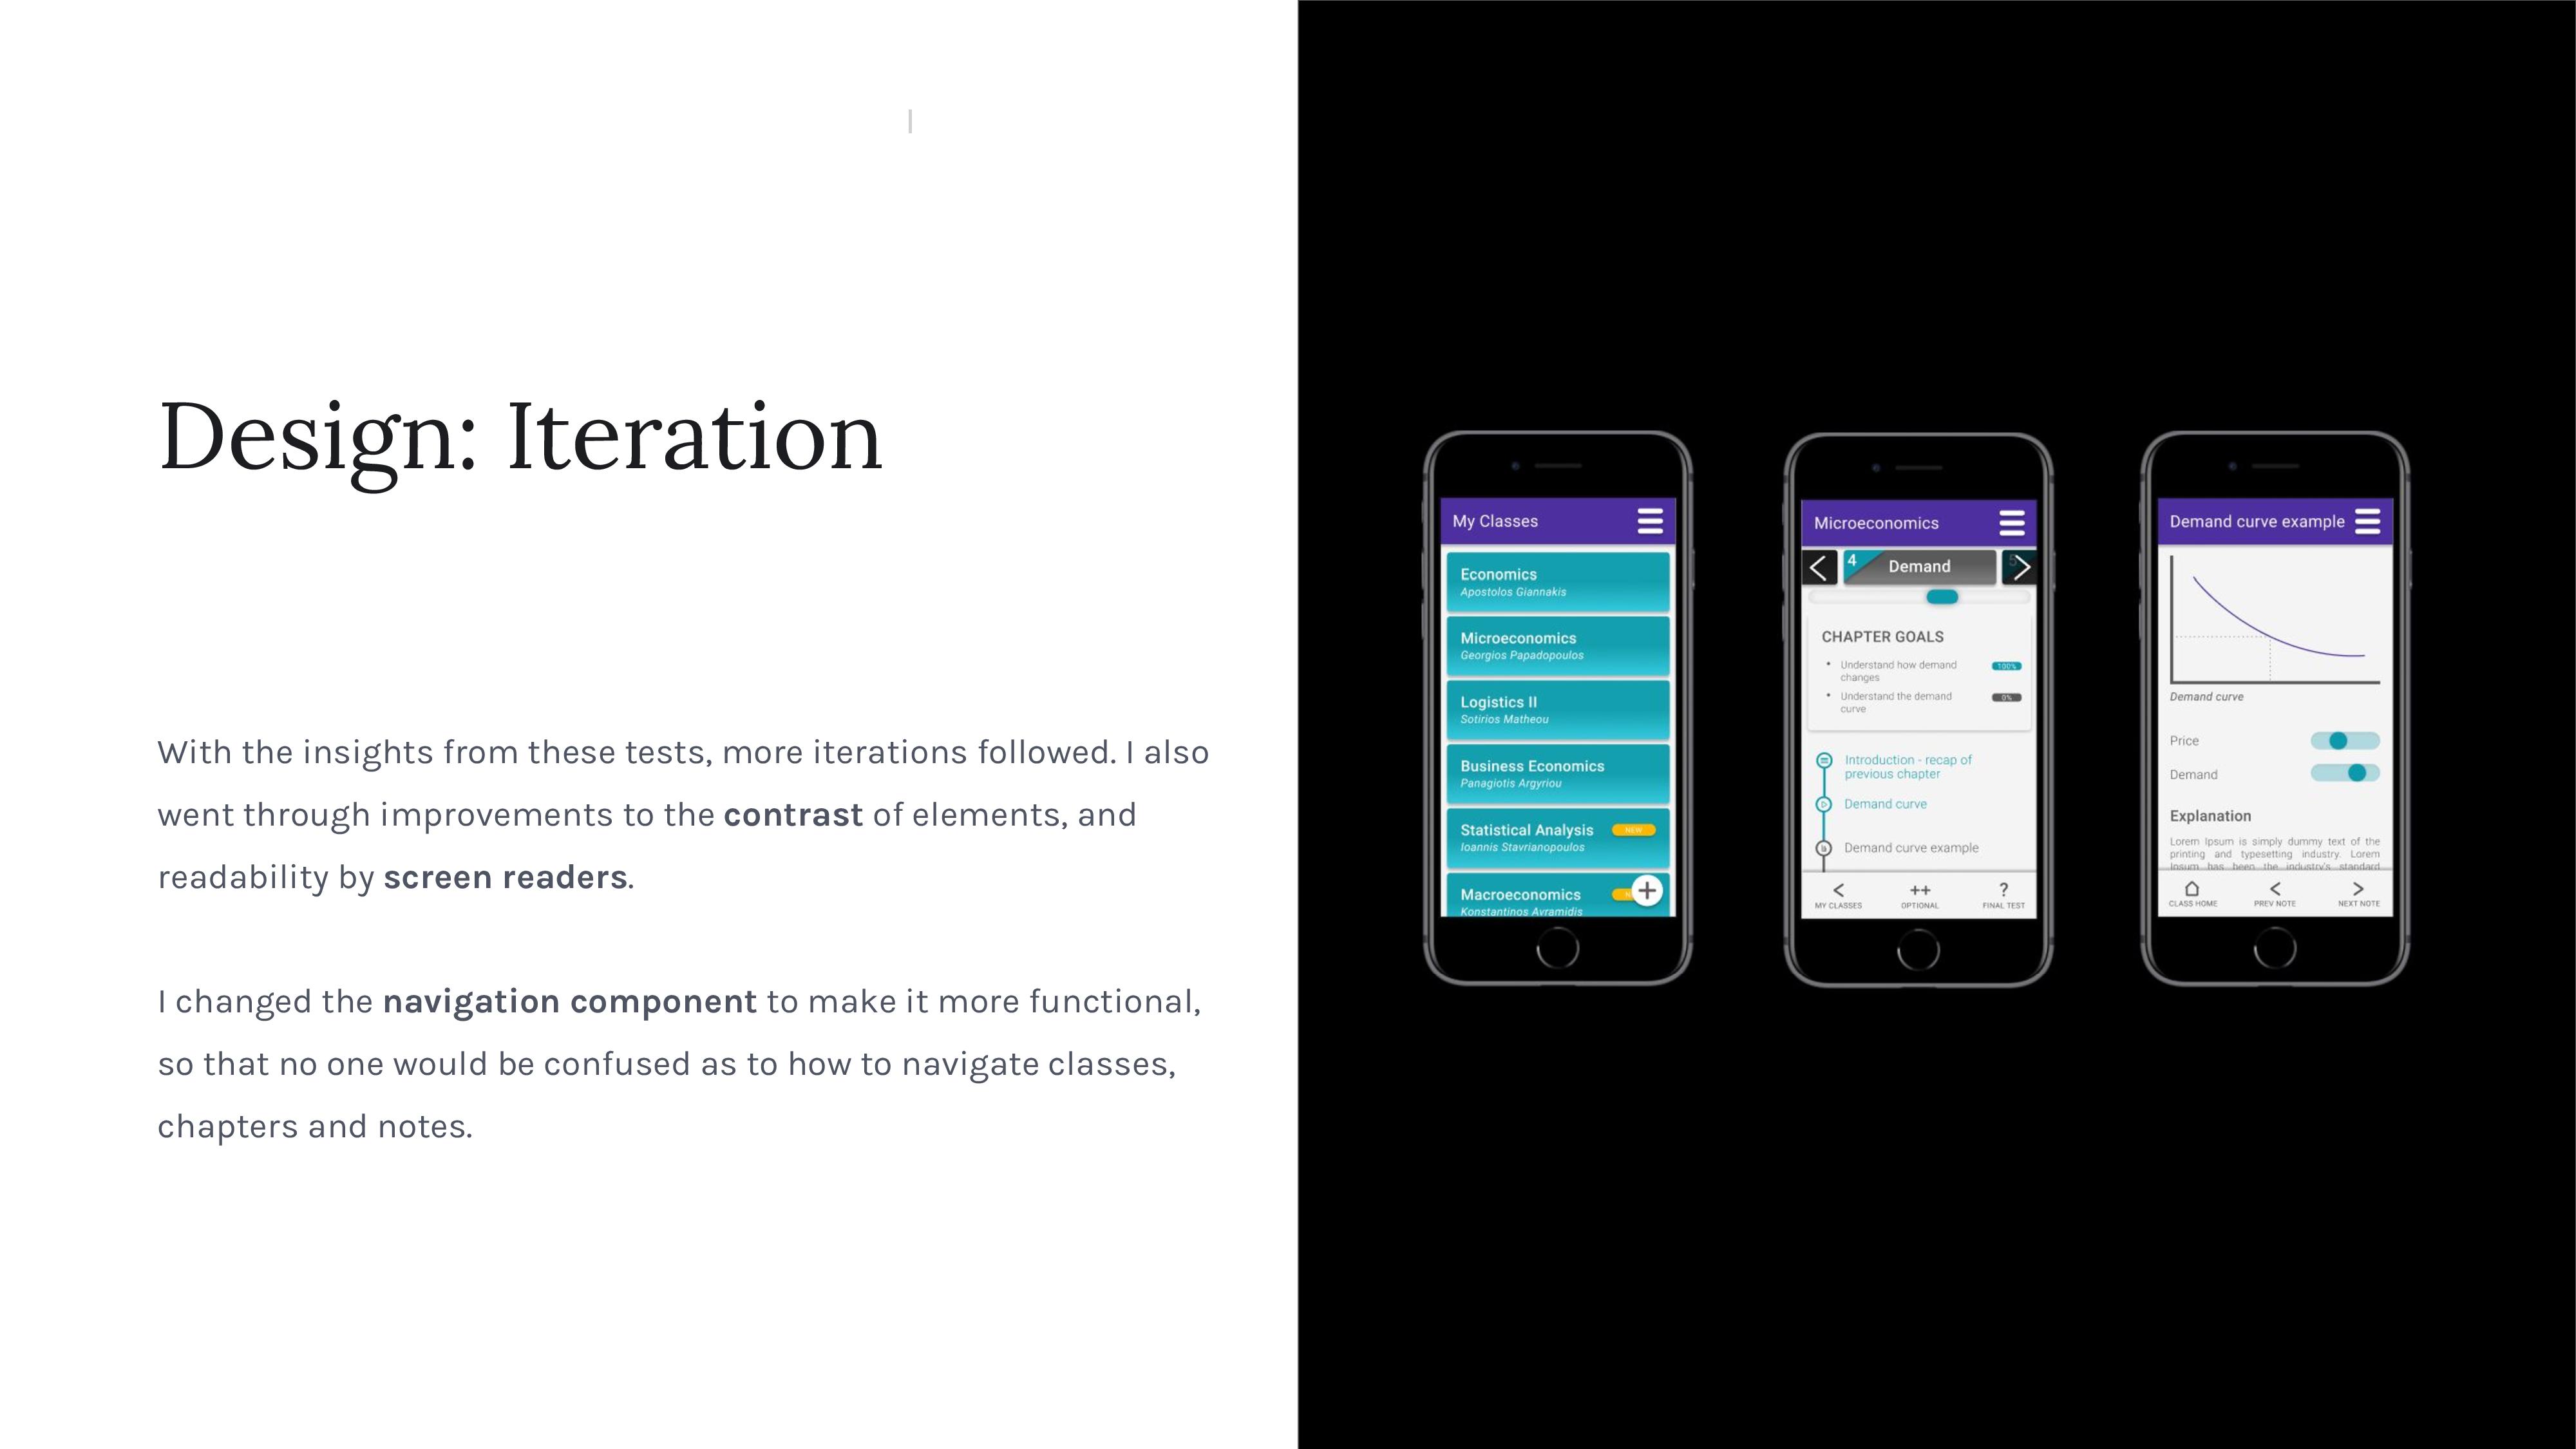 Design: Iteration
With the insights from these tests, more iterations followed. I also
went through improvements to the contrast of elements, and
readability by screen readers.
I changed the navigation component to make it more functional,
so that no one would be confused as to how to navigate classes,
chapters and notes.
My Classes
Economics
Apostolos Giannakis
Microeconomics
Georgios Papadopoulos
Logistics II
Sotirios Matheou
Business Economics
Panagiotis Argyriou
Statistical Analysis NEW
Ioannis Stavrianopoulos
Macroeconomics
+
Konstantinos Avramidis
Microeconomics
4 Demand 5
CHAPTER GOALS
• Understand how demand
changes
100%
• Understand the demand
curve
0%
Introduction - recap of
previous chapter
Demand curve
Demand curve example
< ++ ?
MY CLASSES OPTIONAL FINAL TEST
Demand curve example
Demand curve
Price
Demand
Explanation
Lorem Ipsum is simply dummy text of the
printing and typesetting industry. Lorem
Ipsum has been the industry's standard
CLASS HOME PREV NOTE NEXT NOTE